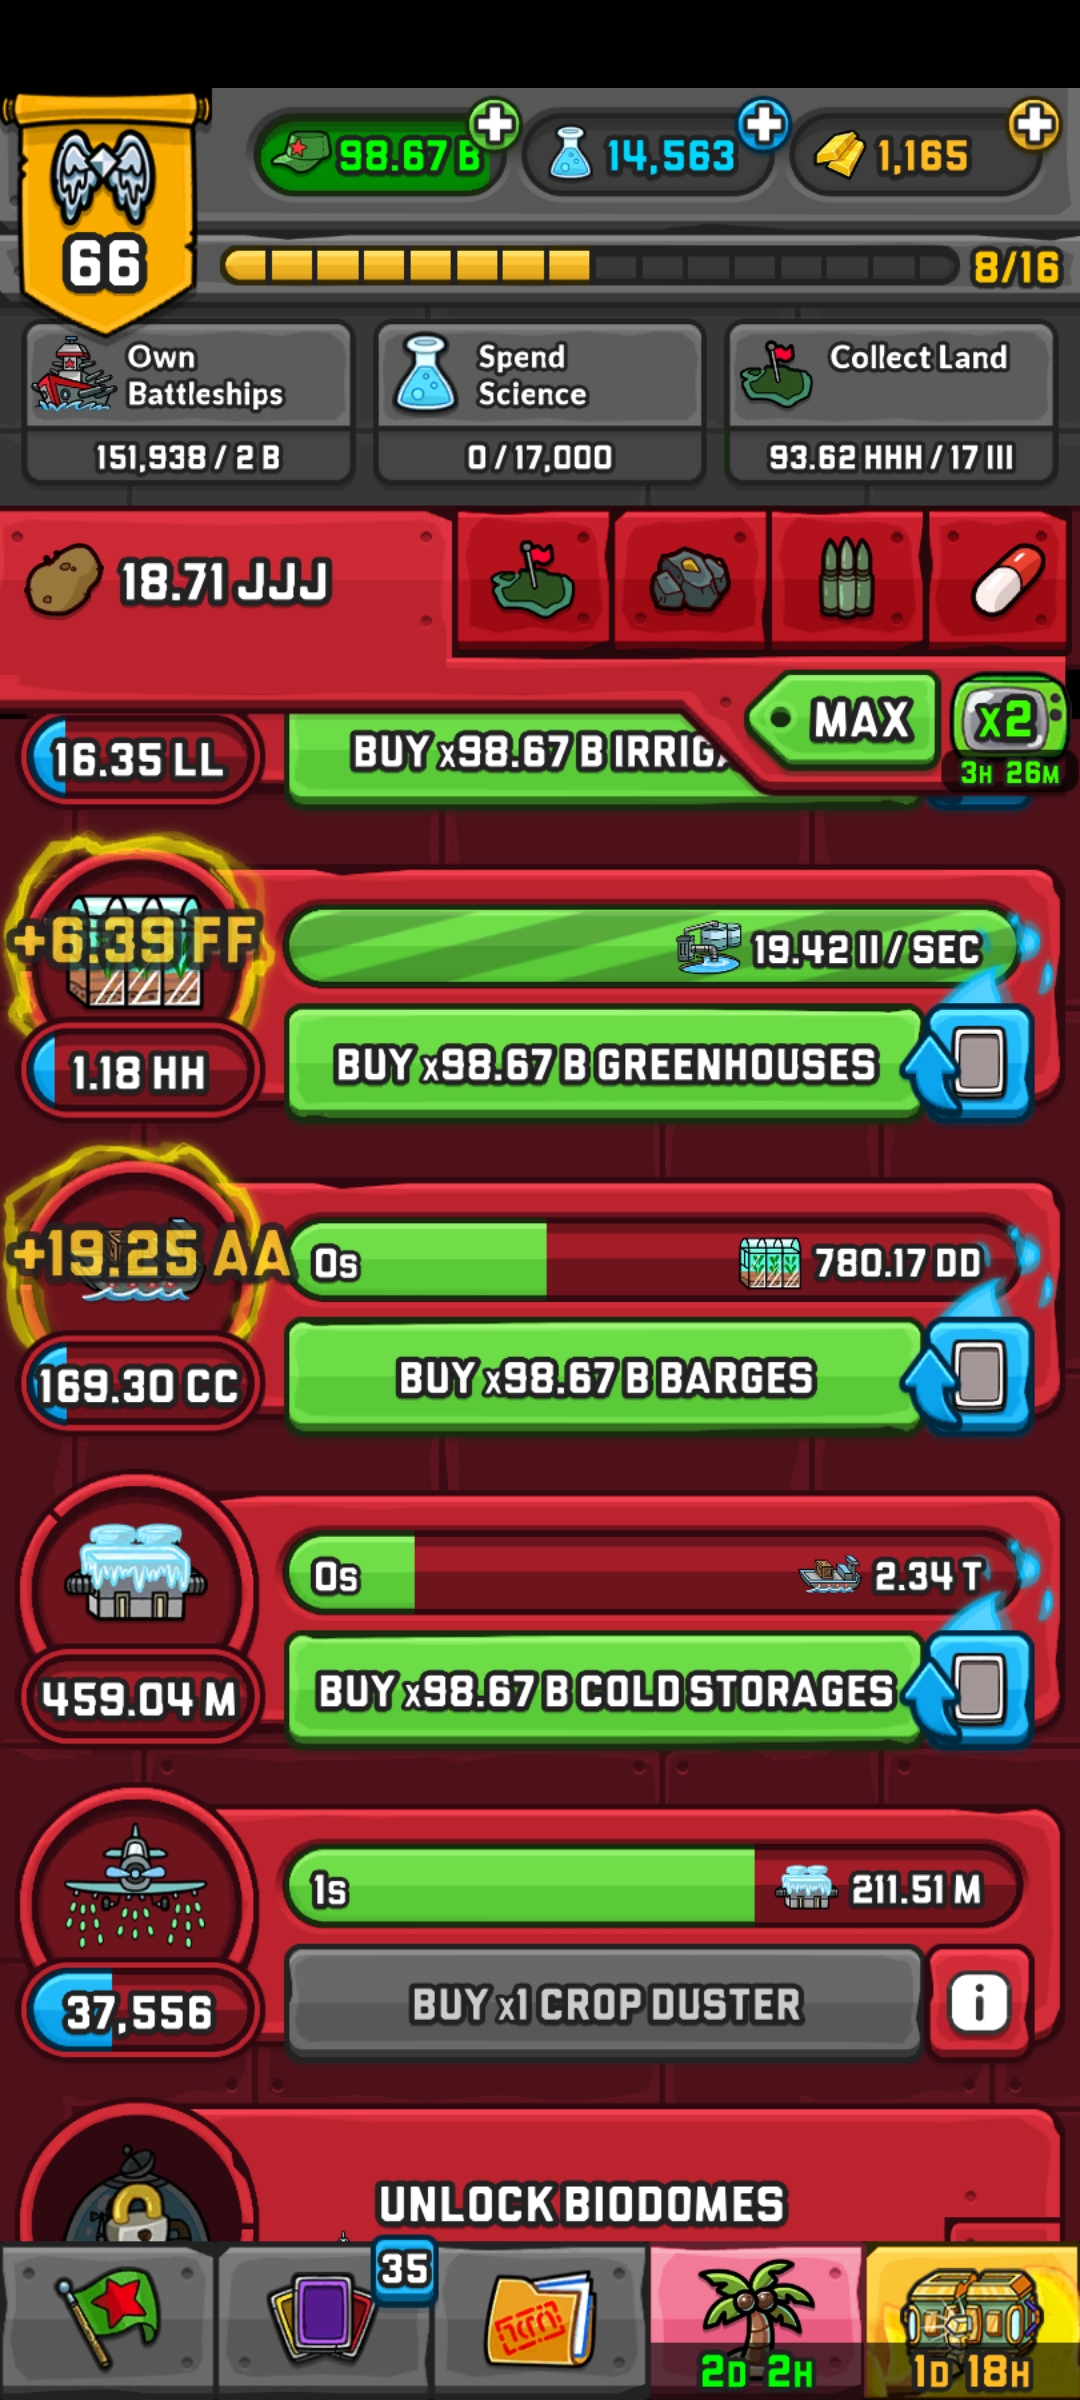 98.67 B
14,563
1,165
66
8/16
Own
Battleships
151,938 / 2 B
Spend
Science
0 / 17,000
Collect Land
93.62 HHH / 17 III
18.71 JJJ
MAX
x2
3H 26M
16.35 LL
BUY x98.67 B IRRIGA
+6.39 FF
19.42 II / SEC
1.18 HH
BUY x98.67 B GREENHOUSES
+19.25 AA
0s
780.17 DD
169.30 CC
BUY x98.67 B BARGES
0s
2.34 T
459.04 M
BUY x98.67 B COLD STORAGES
1s
211.51 M
37,556
BUY x1 CROP DUSTER
i
UNLOCK BIODOMES
35
2D 2H
1D 18H